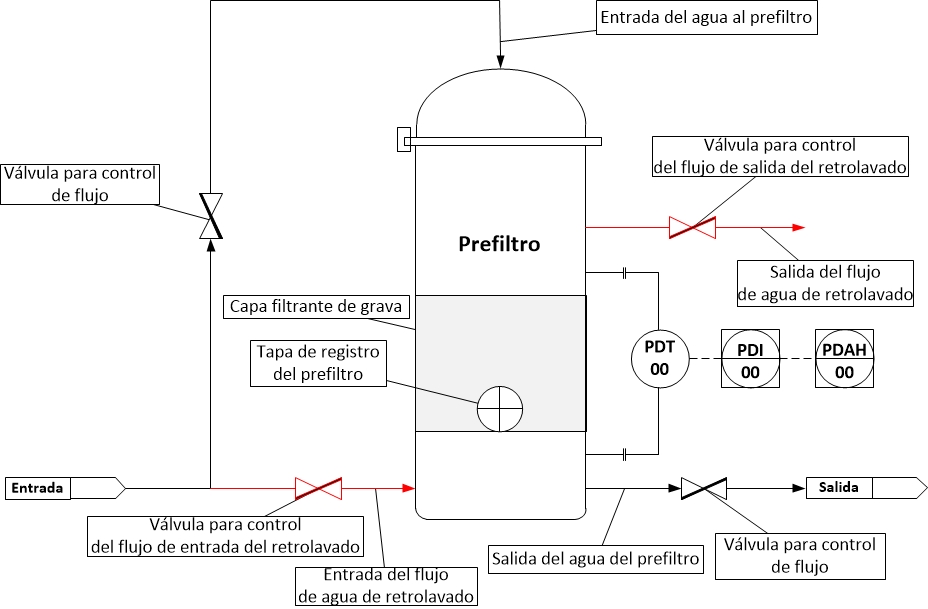 Entrada del agua al prefiltro
Válvula para control
del flujo de salida del retrolavado
Válvula para control
de flujo
Prefiltro
Salida del flujo
de agua de retrolavado
Capa filtrante de grava
Tapa de registro
del prefiltro
PDT
00
PDI
00
PDAH
00
Entrada
Salida
Válvula para control
del flujo de entrada del retrolavado
Salida del agua del prefiltro
Válvula para control
de flujo
Entrada del flujo
de agua de retrolavado